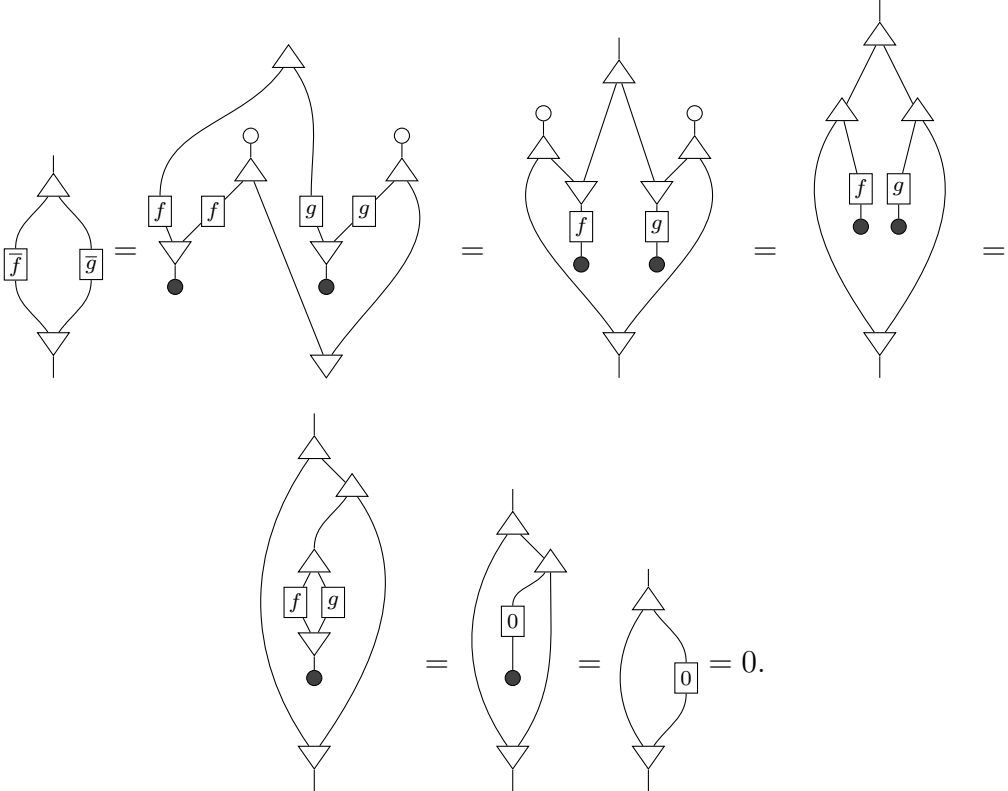 f f g g = = = =
f̅ g̅ =
f g
f g
f g = 0 = 0 = 0.